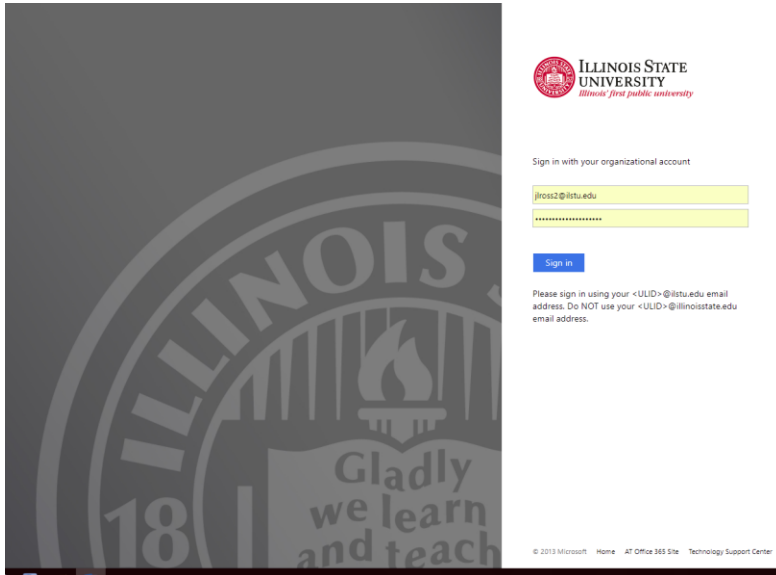 ILLINOIS STATE
UNIVERSITY
Illinois' first public university
Sign in with your organizational account
jlross2@ilstu.edu
••••••••••••••••••••
Sign in
Please sign in using your <ULID>@ilstu.edu email
address. Do NOT use your <ULID>@illinoisstate.edu
email address.
ILLINOIS S
Gladly
we learn
and teach
18
© 2013 Microsoft Home AT Office 365 Site Technology Support Center